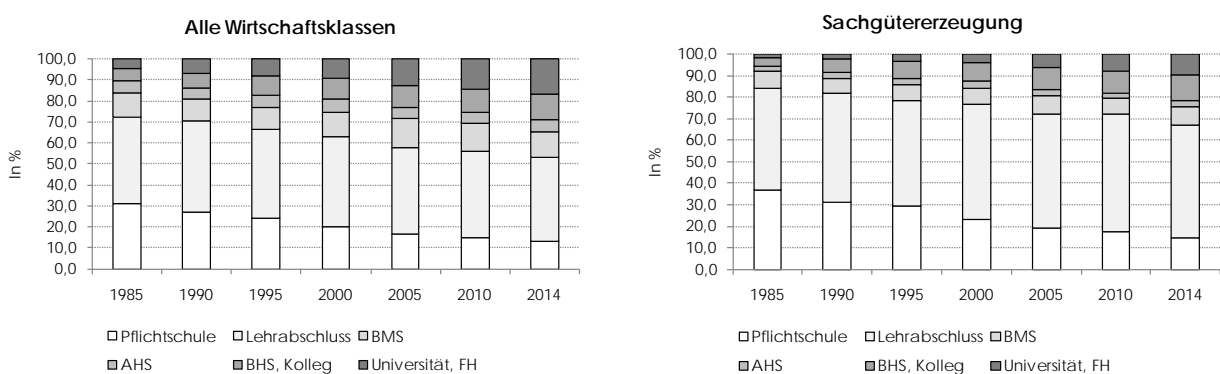 Alle Wirtschaftsklassen
In %
100,0
90,0
80,0
70,0
60,0
50,0
40,0
30,0
20,0
10,0
0,0
1985 1990 1995 2000 2005 2010 2014
Pflichtschule Lehrabschluss BMS
AHS BHS, Kolleg Universität, FH
Sachgütererzeugung
In %
100,0
90,0
80,0
70,0
60,0
50,0
40,0
30,0
20,0
10,0
0,0
1985 1990 1995 2000 2005 2010 2014
Pflichtschule Lehrabschluss BMS
AHS BHS, Kolleg Universität, FH